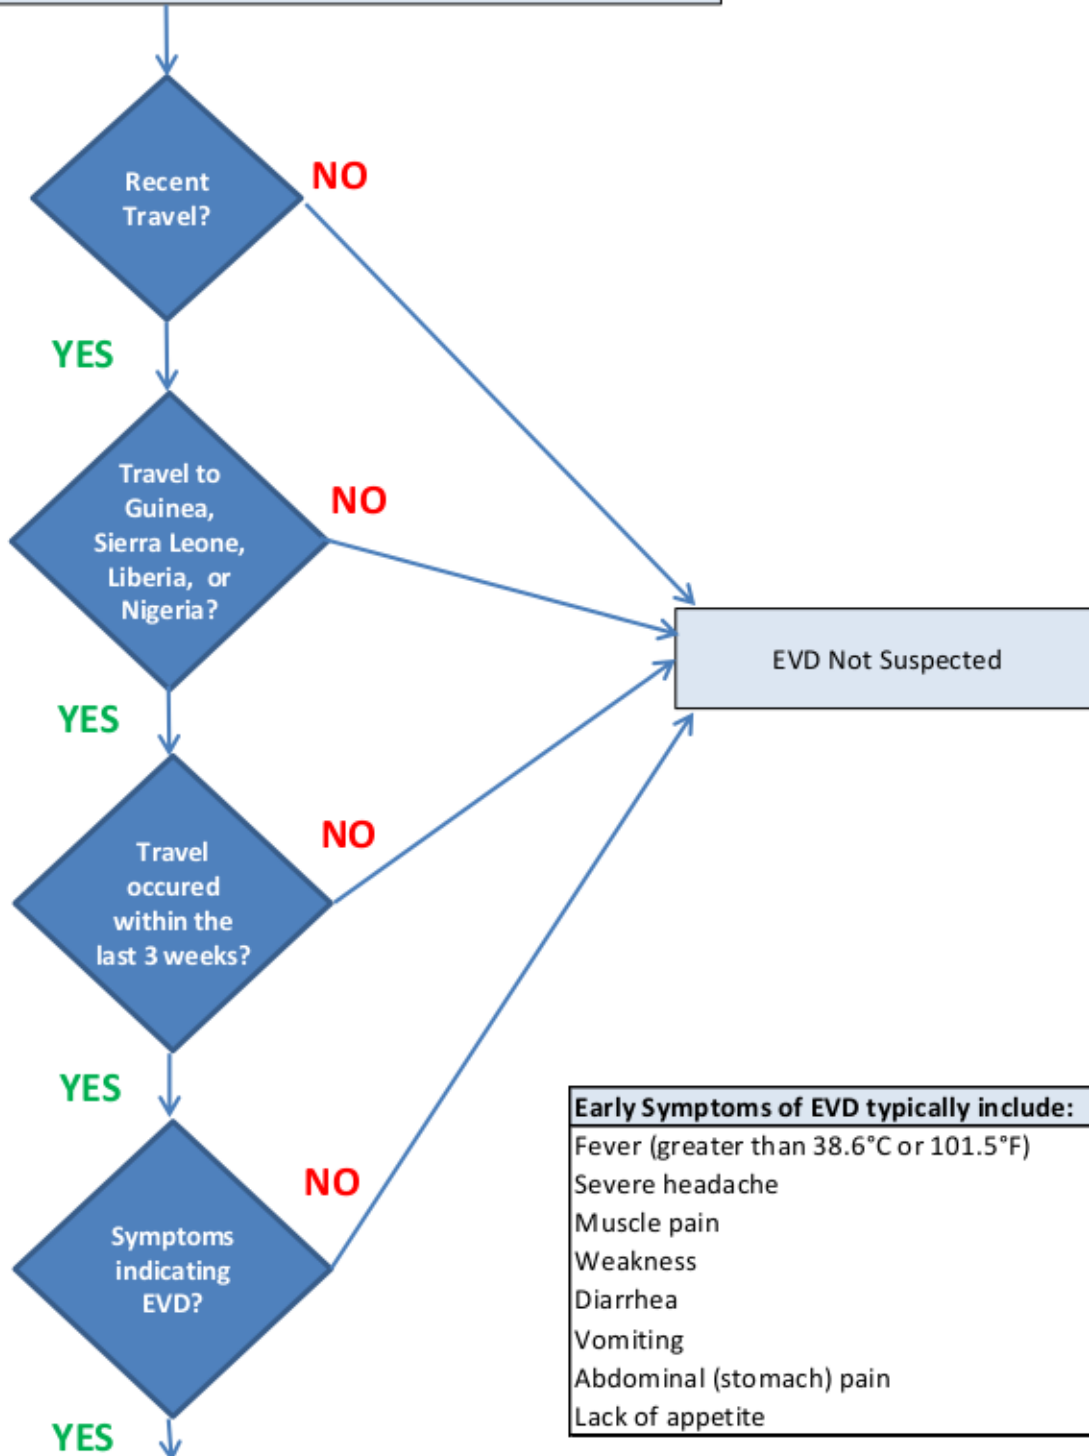 Recent
Travel?
NO
YES
Travel to
Guinea,
Sierra Leone,
Liberia, or
Nigeria?
NO
EVD Not Suspected
YES
Travel
occured
within the
last 3 weeks?
NO
YES
Early Symptoms of EVD typically include:
Fever (greater than 38.6°C or 101.5°F)
Severe headache
Muscle pain
Weakness
Diarrhea
Vomiting
Abdominal (stomach) pain
Lack of appetite
Symptoms
indicating
EVD?
NO
YES